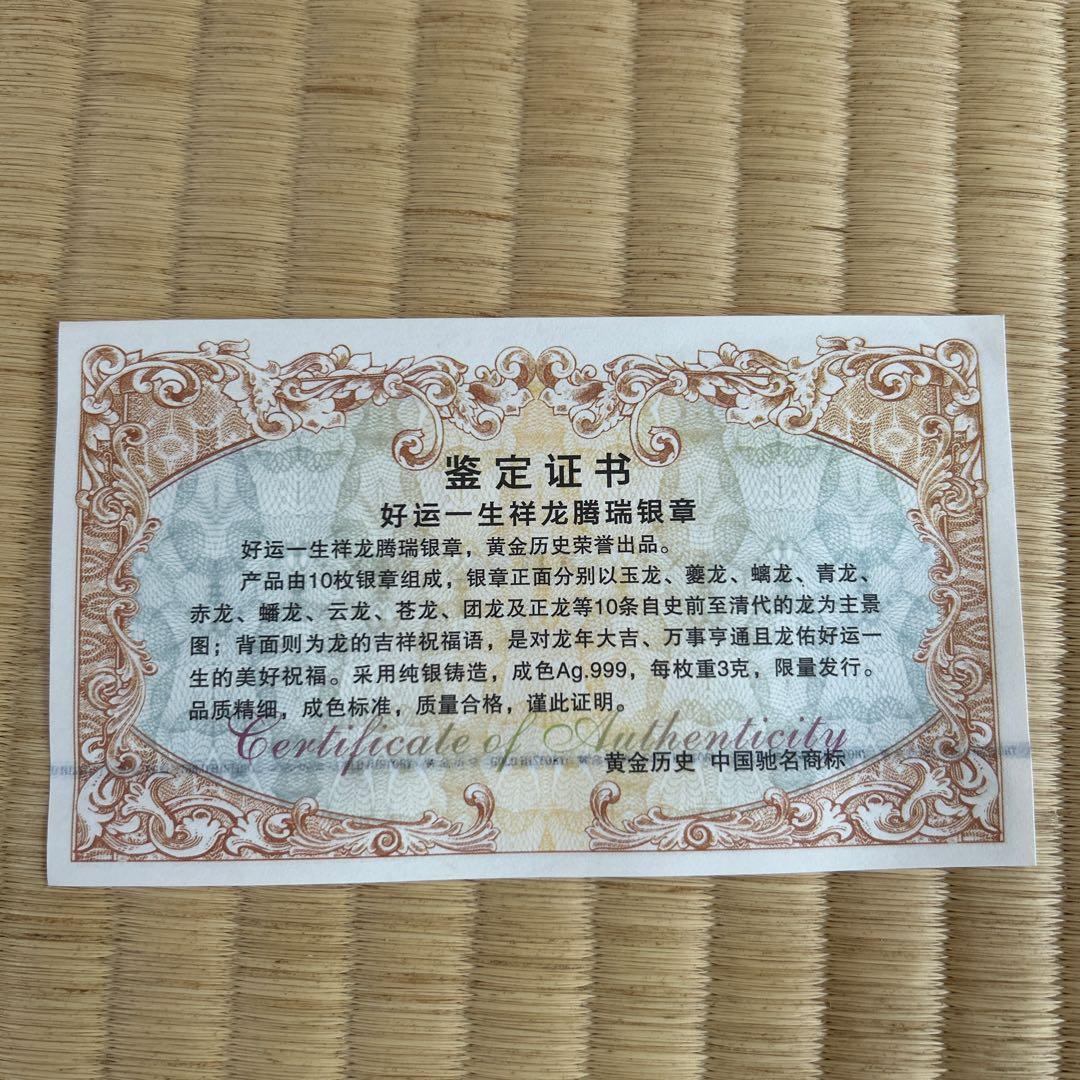 鉴定证书
好运一生祥龙腾瑞银章
好运一生祥龙腾瑞银章，黄金历史荣誉出品。
产品由10枚银章组成，银章正面分别以玉龙、夔龙、螭龙、青龙、
赤龙、蟠龙、云龙、苍龙、团龙及正龙等10条自史前至清代的龙为主景
图；背面则为龙的吉祥祝福语，是对龙年大吉、万事亨通且龙佑好运一
生的美好祝福。采用纯银铸造，成色Ag.999，每枚重3克，限量发行。
品质精细，成色标准，质量合格，谨此证明。
Certificate of Authenticity
黄金历史 中国驰名商标